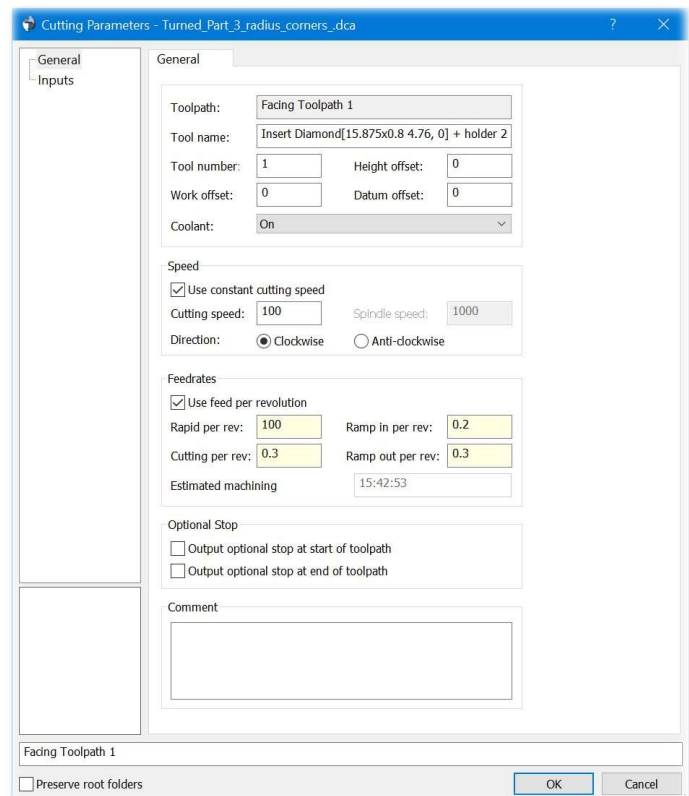 Cutting Parameters - Turned_Part_3_radius_corners_.dca ? ×
General
Inputs
General
Toolpath: Facing Toolpath 1
Tool name: Insert Diamond[15.875x0.8 4.76, 0] + holder 2
Tool number: 1 Height offset: 0
Work offset: 0 Datum offset: 0
Coolant: On
Speed
Use constant cutting speed
Cutting speed: 100 Spindle speed: 1000
Direction: Clockwise Anti-clockwise
Feedrates
Use feed per revolution
Rapid per rev: 100 Ramp in per rev: 0.2
Cutting per rev: 0.3 Ramp out per rev: 0.3
Estimated machining 15:42:53
Optional Stop
Output optional stop at start of toolpath
Output optional stop at end of toolpath
Comment
Facing Toolpath 1
Preserve root folders OK Cancel